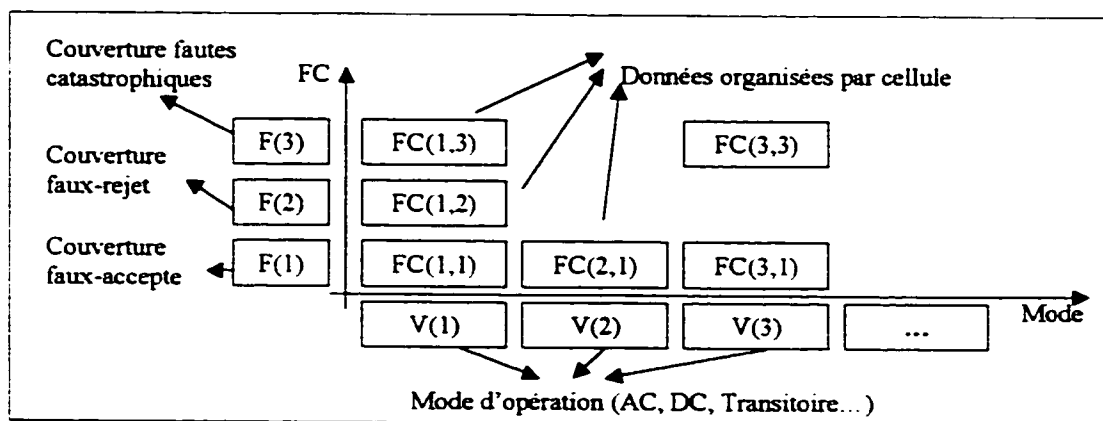 Couverture fautes
catastrophiques
FC
Données organisées par cellule
F(3)
FC(1,3)
FC(3,3)
Couverture
faux-rejet
F(2)
FC(1,2)
Couverture
faux-accepte
F(1)
FC(1,1)
FC(2,1)
FC(3,1)
Mode
V(1)
V(2)
V(3)
...
Mode d'opération (AC, DC, Transitoire...)